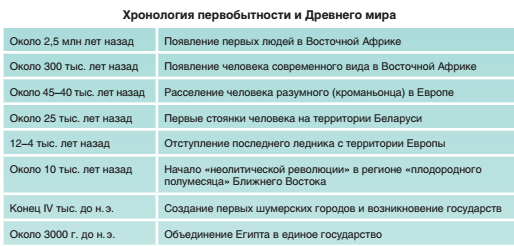 Хронология первобытности и Древнего мира
Около 2,5 млн лет назад Появление первых людей в Восточной Африке
Около 300 тыс. лет назад Появление человека современного вида в Восточной Африке
Около 45–40 тыс. лет назад Расселение человека разумного (кроманьонца) в Европе
Около 25 тыс. лет назад Первые стоянки человека на территории Беларуси
12–4 тыс. лет назад Отступление последнего ледника с территории Европы
Около 10 тыс. лет назад Начало «неолитической революции» в регионе «плодородного
полумесяца» Ближнего Востока
Конец IV тыс. до н. э. Создание первых шумерских городов и возникновение государств
Около 3000 г. до н. э. Объединение Египта в единое государство